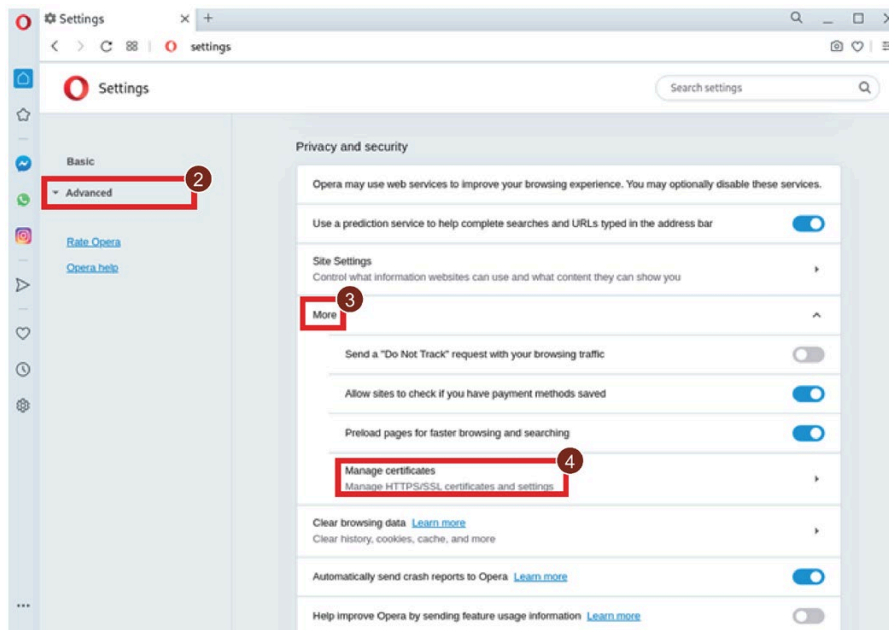 Settings
settings
Settings
Search settings
Basic
2
Advanced
Rate Opera
Opera help
Privacy and security
Opera may use web services to improve your browsing experience. You may optionally disable these services.
Use a prediction service to help complete searches and URLs typed in the address bar
Site Settings
Control what information websites can use and what content they can show you
3
More
Send a "Do Not Track" request with your browsing traffic
Allow sites to check if you have payment methods saved
Preload pages for faster browsing and searching
4
Manage certificates
Manage HTTPS/SSL certificates and settings
Clear browsing data Learn more
Clear history, cookies, cache, and more
Automatically send crash reports to Opera Learn more
Help improve Opera by sending feature usage information Learn more